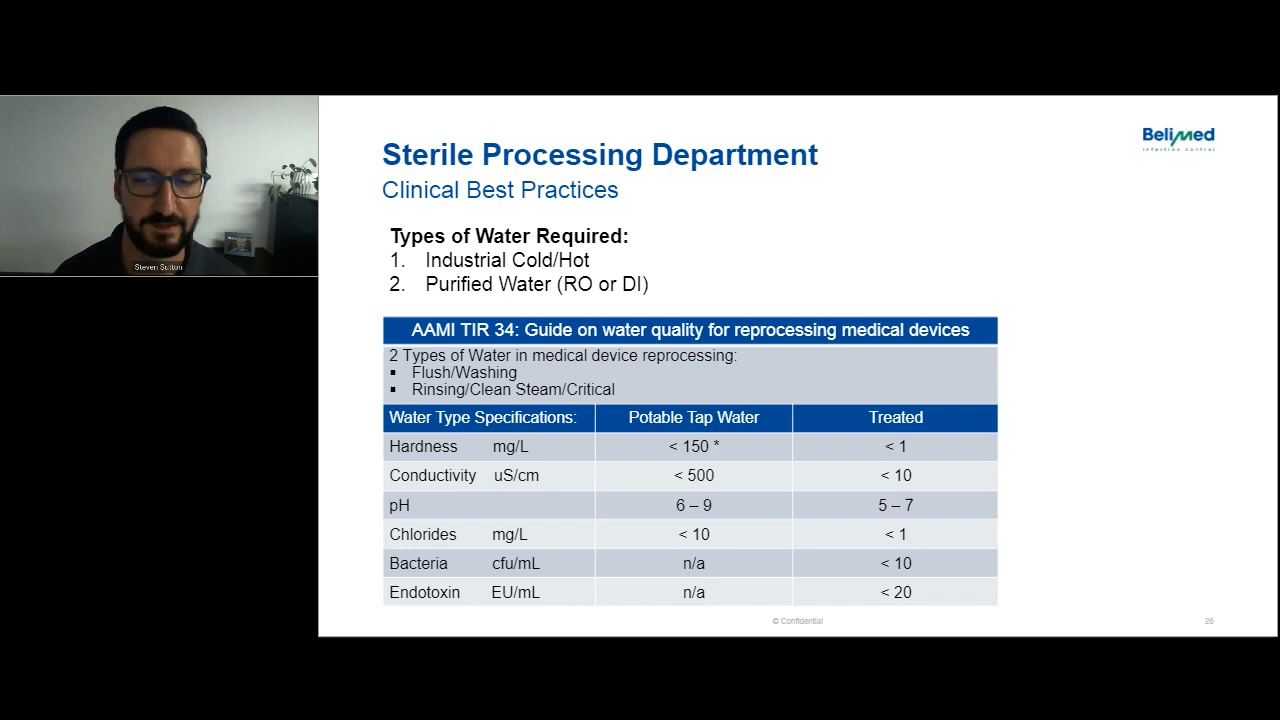 Belimed
infection control
Sterile Processing Department
Clinical Best Practices
Types of Water Required:
1. Industrial Cold/Hot
2. Purified Water (RO or DI)
AAMI TIR 34: Guide on water quality for reprocessing medical devices
2 Types of Water in medical device reprocessing:
▪ Flush/Washing
▪ Rinsing/Clean Steam/Critical
Water Type Specifications: Potable Tap Water Treated
Hardness mg/L < 150 * < 1
Conductivity uS/cm < 500 < 10
pH 6 – 9 5 – 7
Chlorides mg/L < 10 < 1
Bacteria cfu/mL n/a < 10
Endotoxin EU/mL n/a < 20
© Confidential 26
Steven Sutton